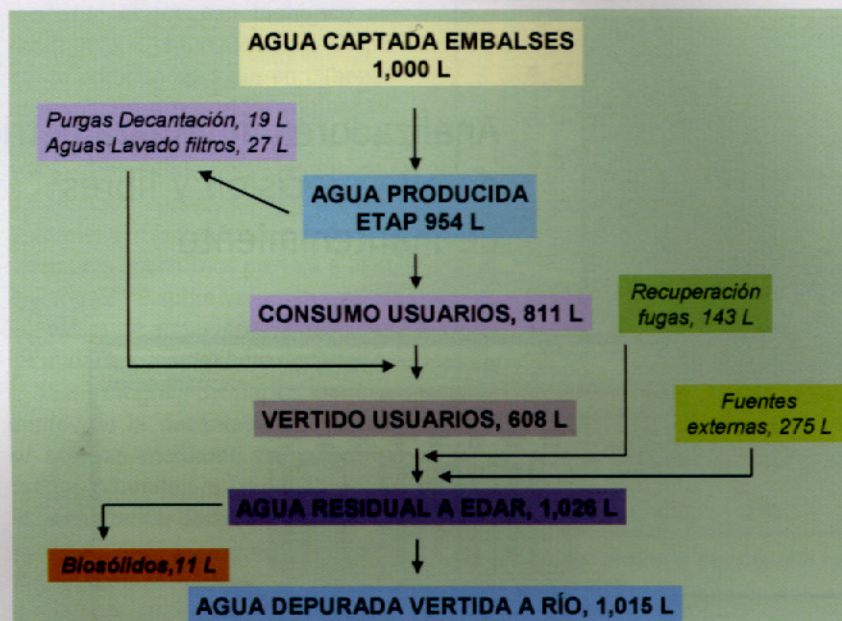 AGUA CAPTADA EMBALSES
1,000 L
Purgas Decantación, 19 L
Aguas Lavado filtros, 27 L
AGUA PRODUCIDA
ETAP 954 L
CONSUMO USUARIOS, 811 L
Recuperación
fugas, 143 L
VERTIDO USUARIOS, 608 L
Fuentes
externas, 275 L
AGUA RESIDUAL A EDAR, 1,026 L
Biosólidos,11 L
AGUA DEPURADA VERTIDA A RÍO, 1,015 L